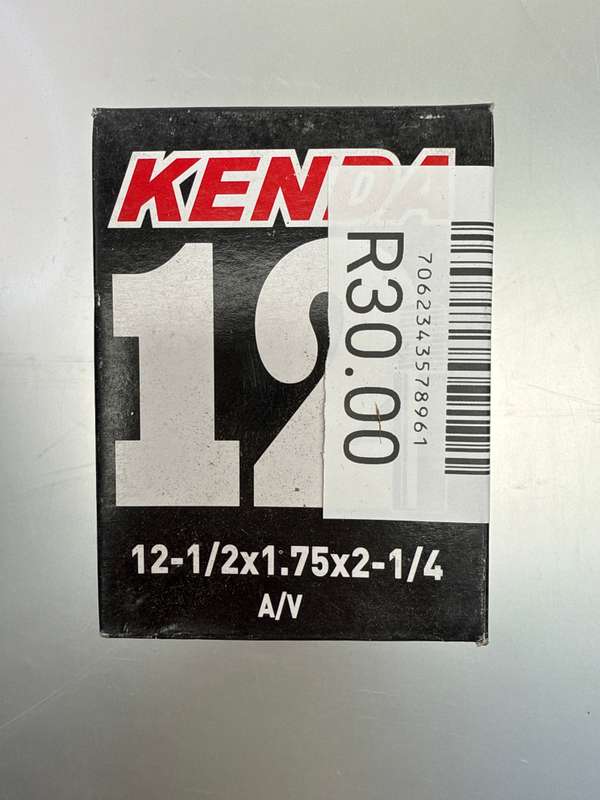 KENDA
12
R30.00
7062343578961
12-1/2x1.75x2-1/4
A/V